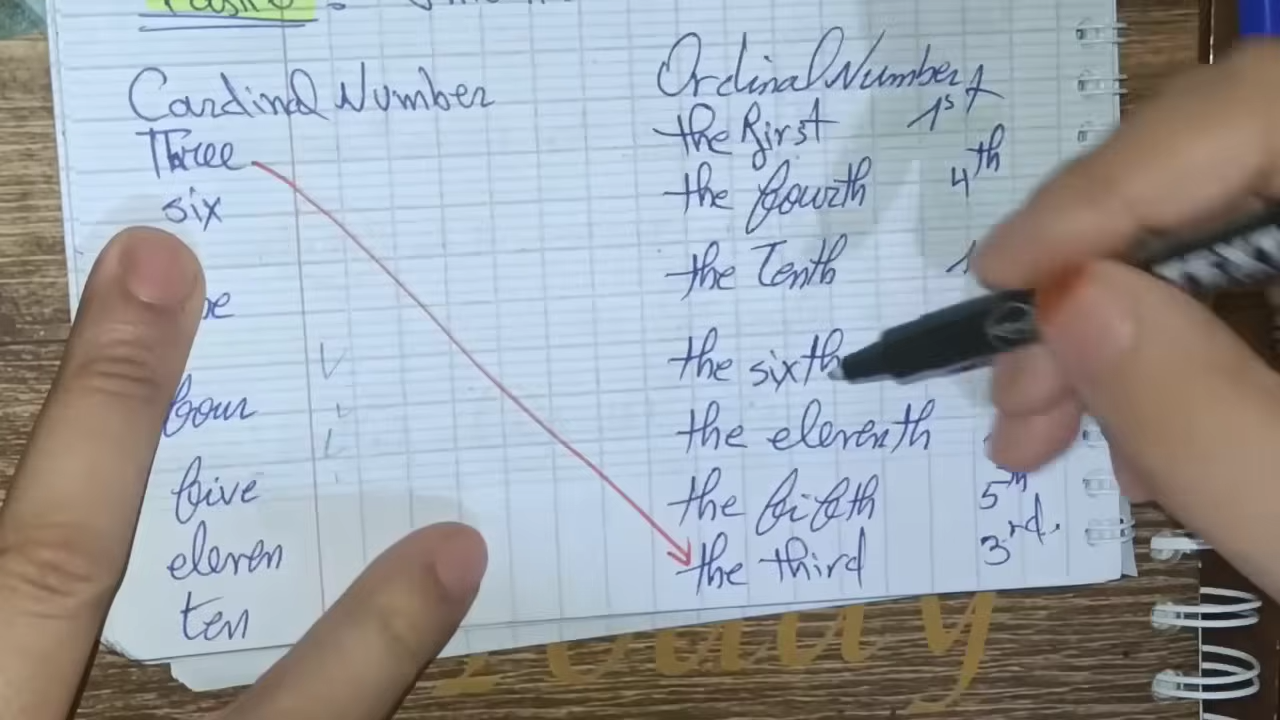 Cardinal Number
Three
six
four
five
eleven
ten
Ordinal Number
the first 1st
the fourth 4th
the Tenth
the sixth
the eleventh
the fifth 5th
the third 3rd.